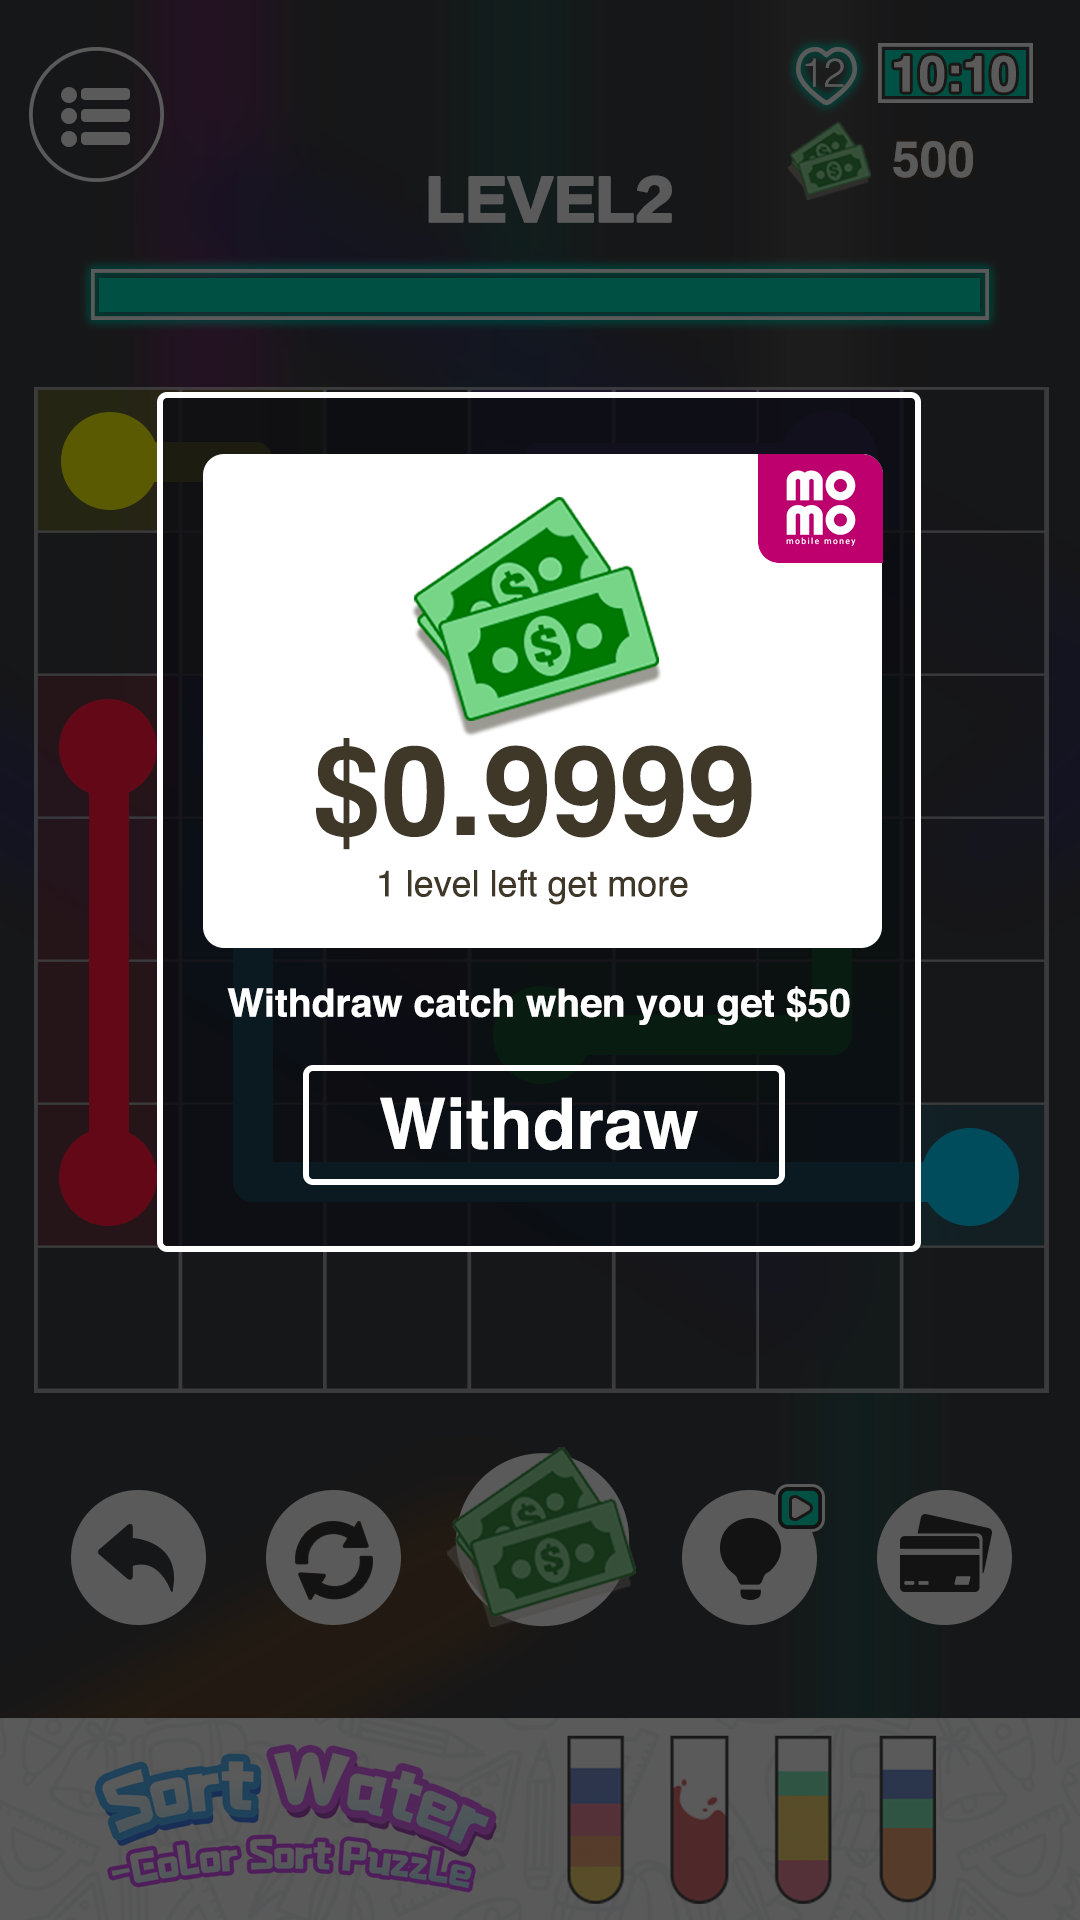 12
10:10
500
LEVEL2
mo
mo
mobile money
$0.9999
1 level left get more
Withdraw catch when you get $50
Withdraw
Sort Water
-CoLor Sort PuzzLe